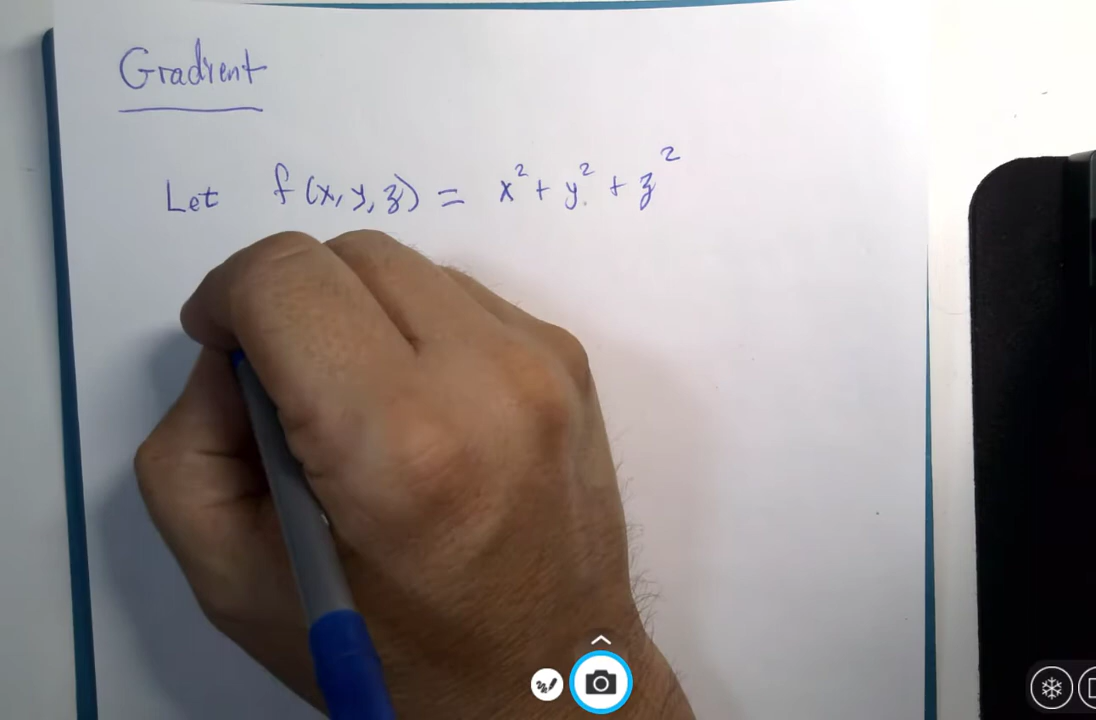 Gradient
Let f(x, y, z) = x² + y² + z²